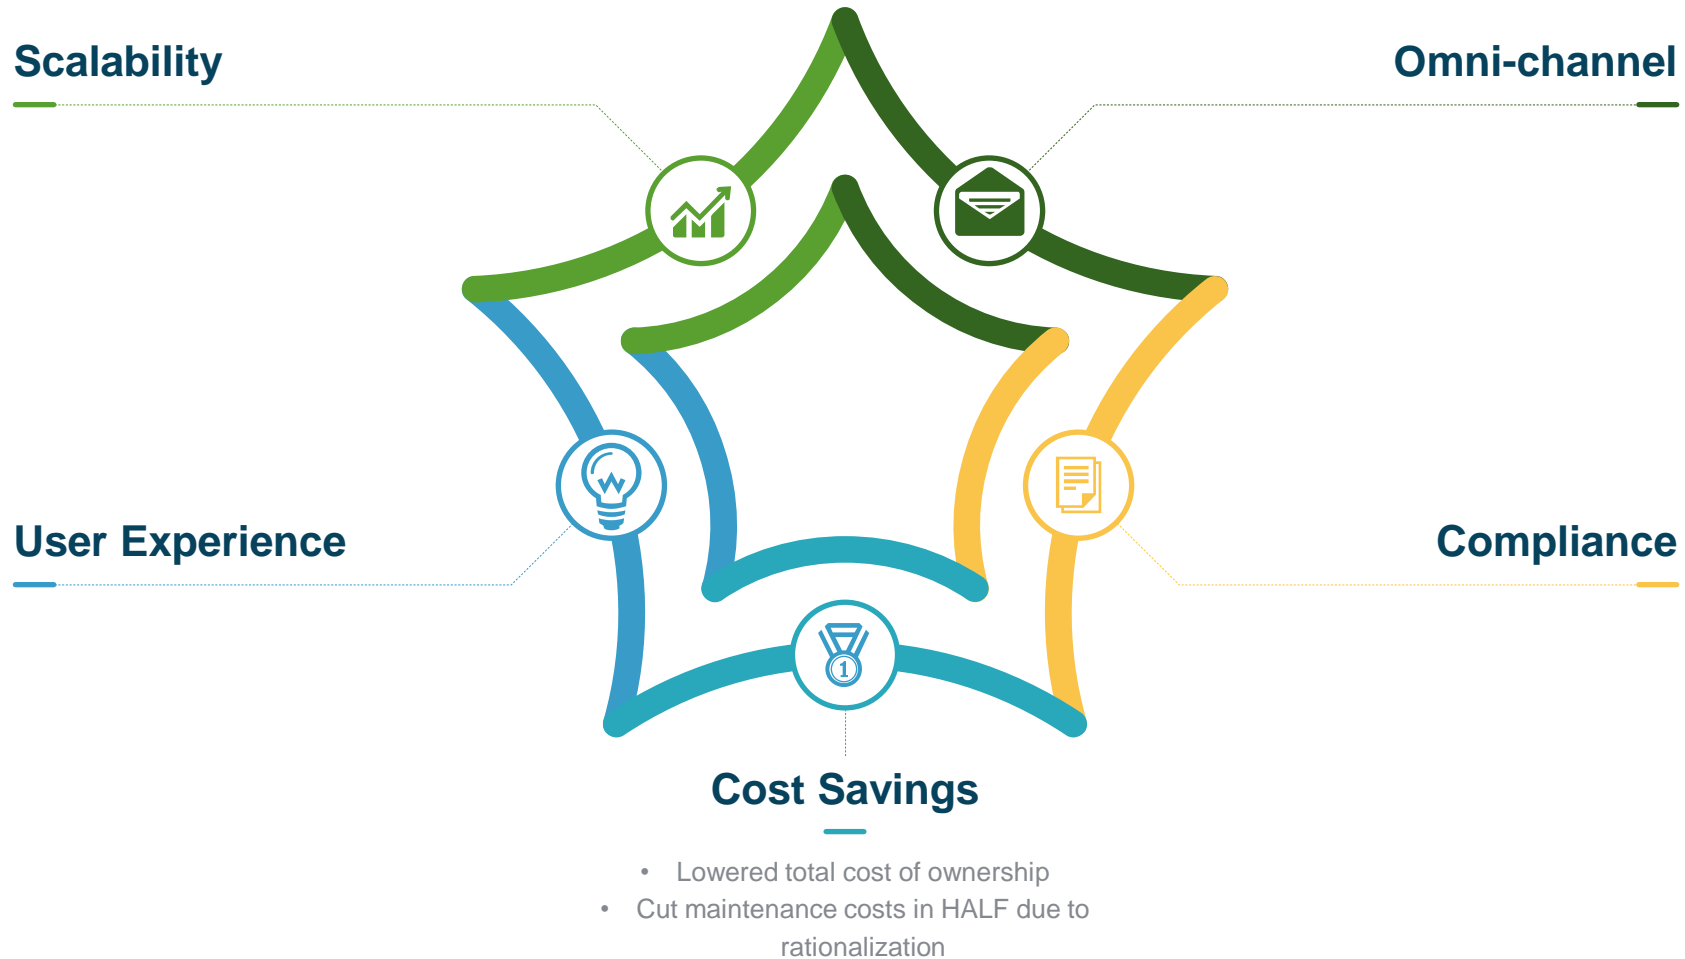 Scalability
Omni-channel
User Experience
Compliance
1
Cost Savings
• Lowered total cost of ownership
• Cut maintenance costs in HALF due to
rationalization